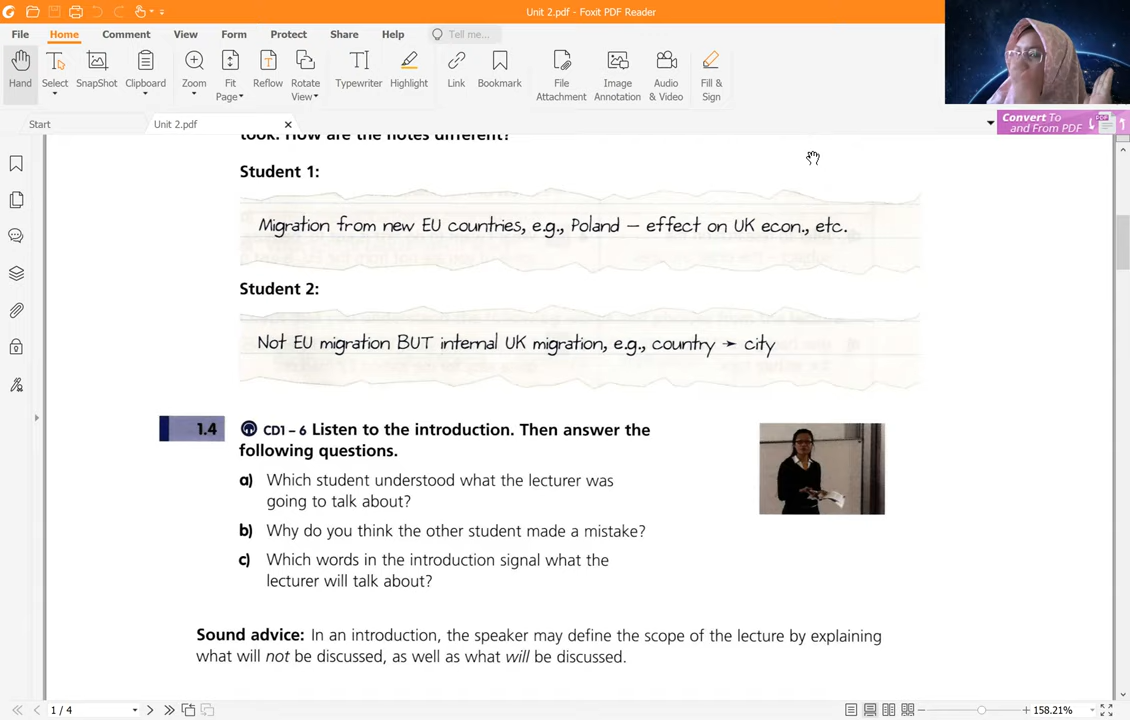 Unit 2.pdf - Foxit PDF Reader
File Home Comment View Form Protect Share Help Tell me...
Hand Select SnapShot Clipboard Zoom Fit Page Reflow Rotate View Typewriter Highlight Link Bookmark File Attachment Image Annotation Audio & Video Fill & Sign
Start Unit 2.pdf
Convert To
and From PDF
PDF
took. How are the notes different?
Student 1:
Migration from new EU countries, e.g., Poland – effect on UK econ., etc.
Student 2:
Not EU migration BUT internal UK migration, e.g., country → city
1.4 CD1 – 6 Listen to the introduction. Then answer the
following questions.
a) Which student understood what the lecturer was
going to talk about?
b) Why do you think the other student made a mistake?
c) Which words in the introduction signal what the
lecturer will talk about?
Sound advice: In an introduction, the speaker may define the scope of the lecture by explaining
what will not be discussed, as well as what will be discussed.
1 / 4 158.21%